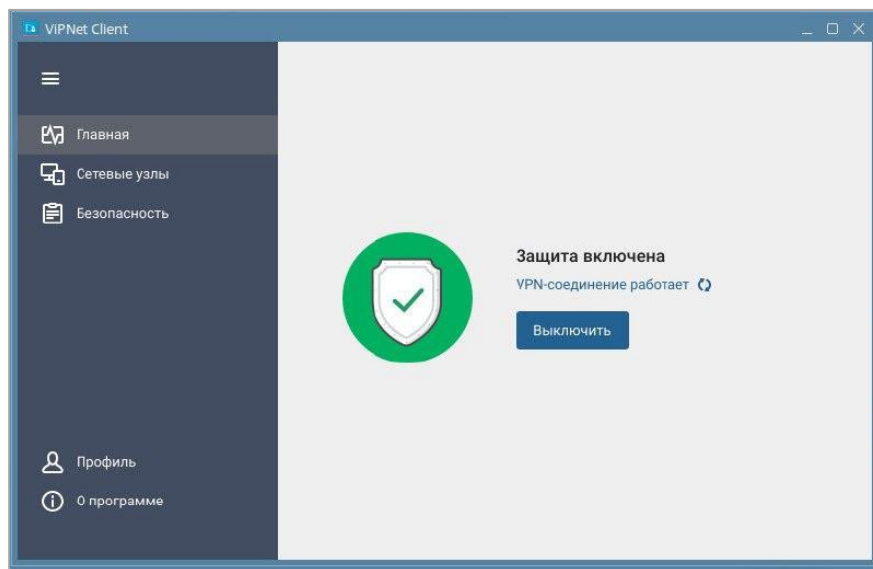 ViPNet Client
Главная
Сетевые узлы
Безопасность
Защита включена
VPN-соединение работает
Выключить
Профиль
О программе